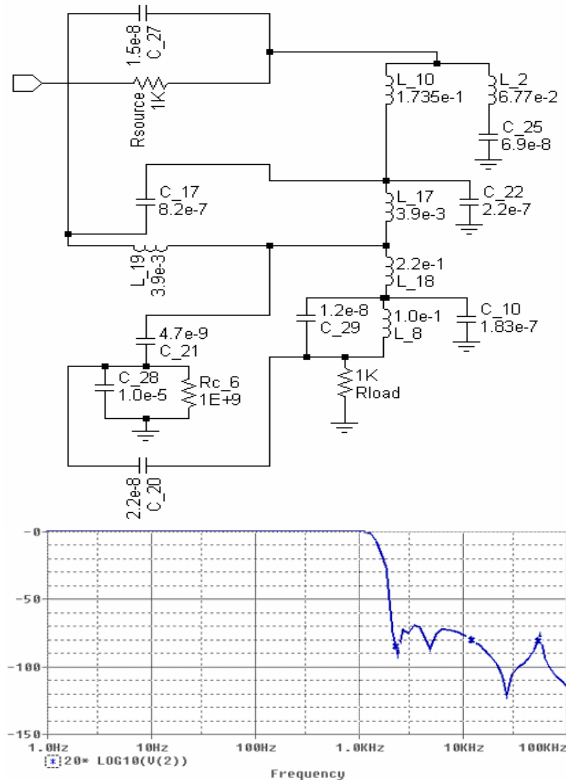 1.5e-8
C_27
Rsource
1K
L_10
1.735e-1
L_2
6.77e-2
C_25
6.9e-8
C_17
8.2e-7
L_17
3.9e-3
C_22
2.2e-7
L_19
3.9e-3
2.2e-1
L_18
1.2e-8
C_29
1.0e-1
L_8
C_10
1.83e-7
4.7e-9
C_21
C_28
1.0e-5
Rc_6
1E+9
1K
Rload
2.2e-8
C_20
-0
-50
-100
-150
1.0Hz 10Hz 100Hz 1.0KHz 10KHz 100KHz
20* LOG10(V(2))
Frequency